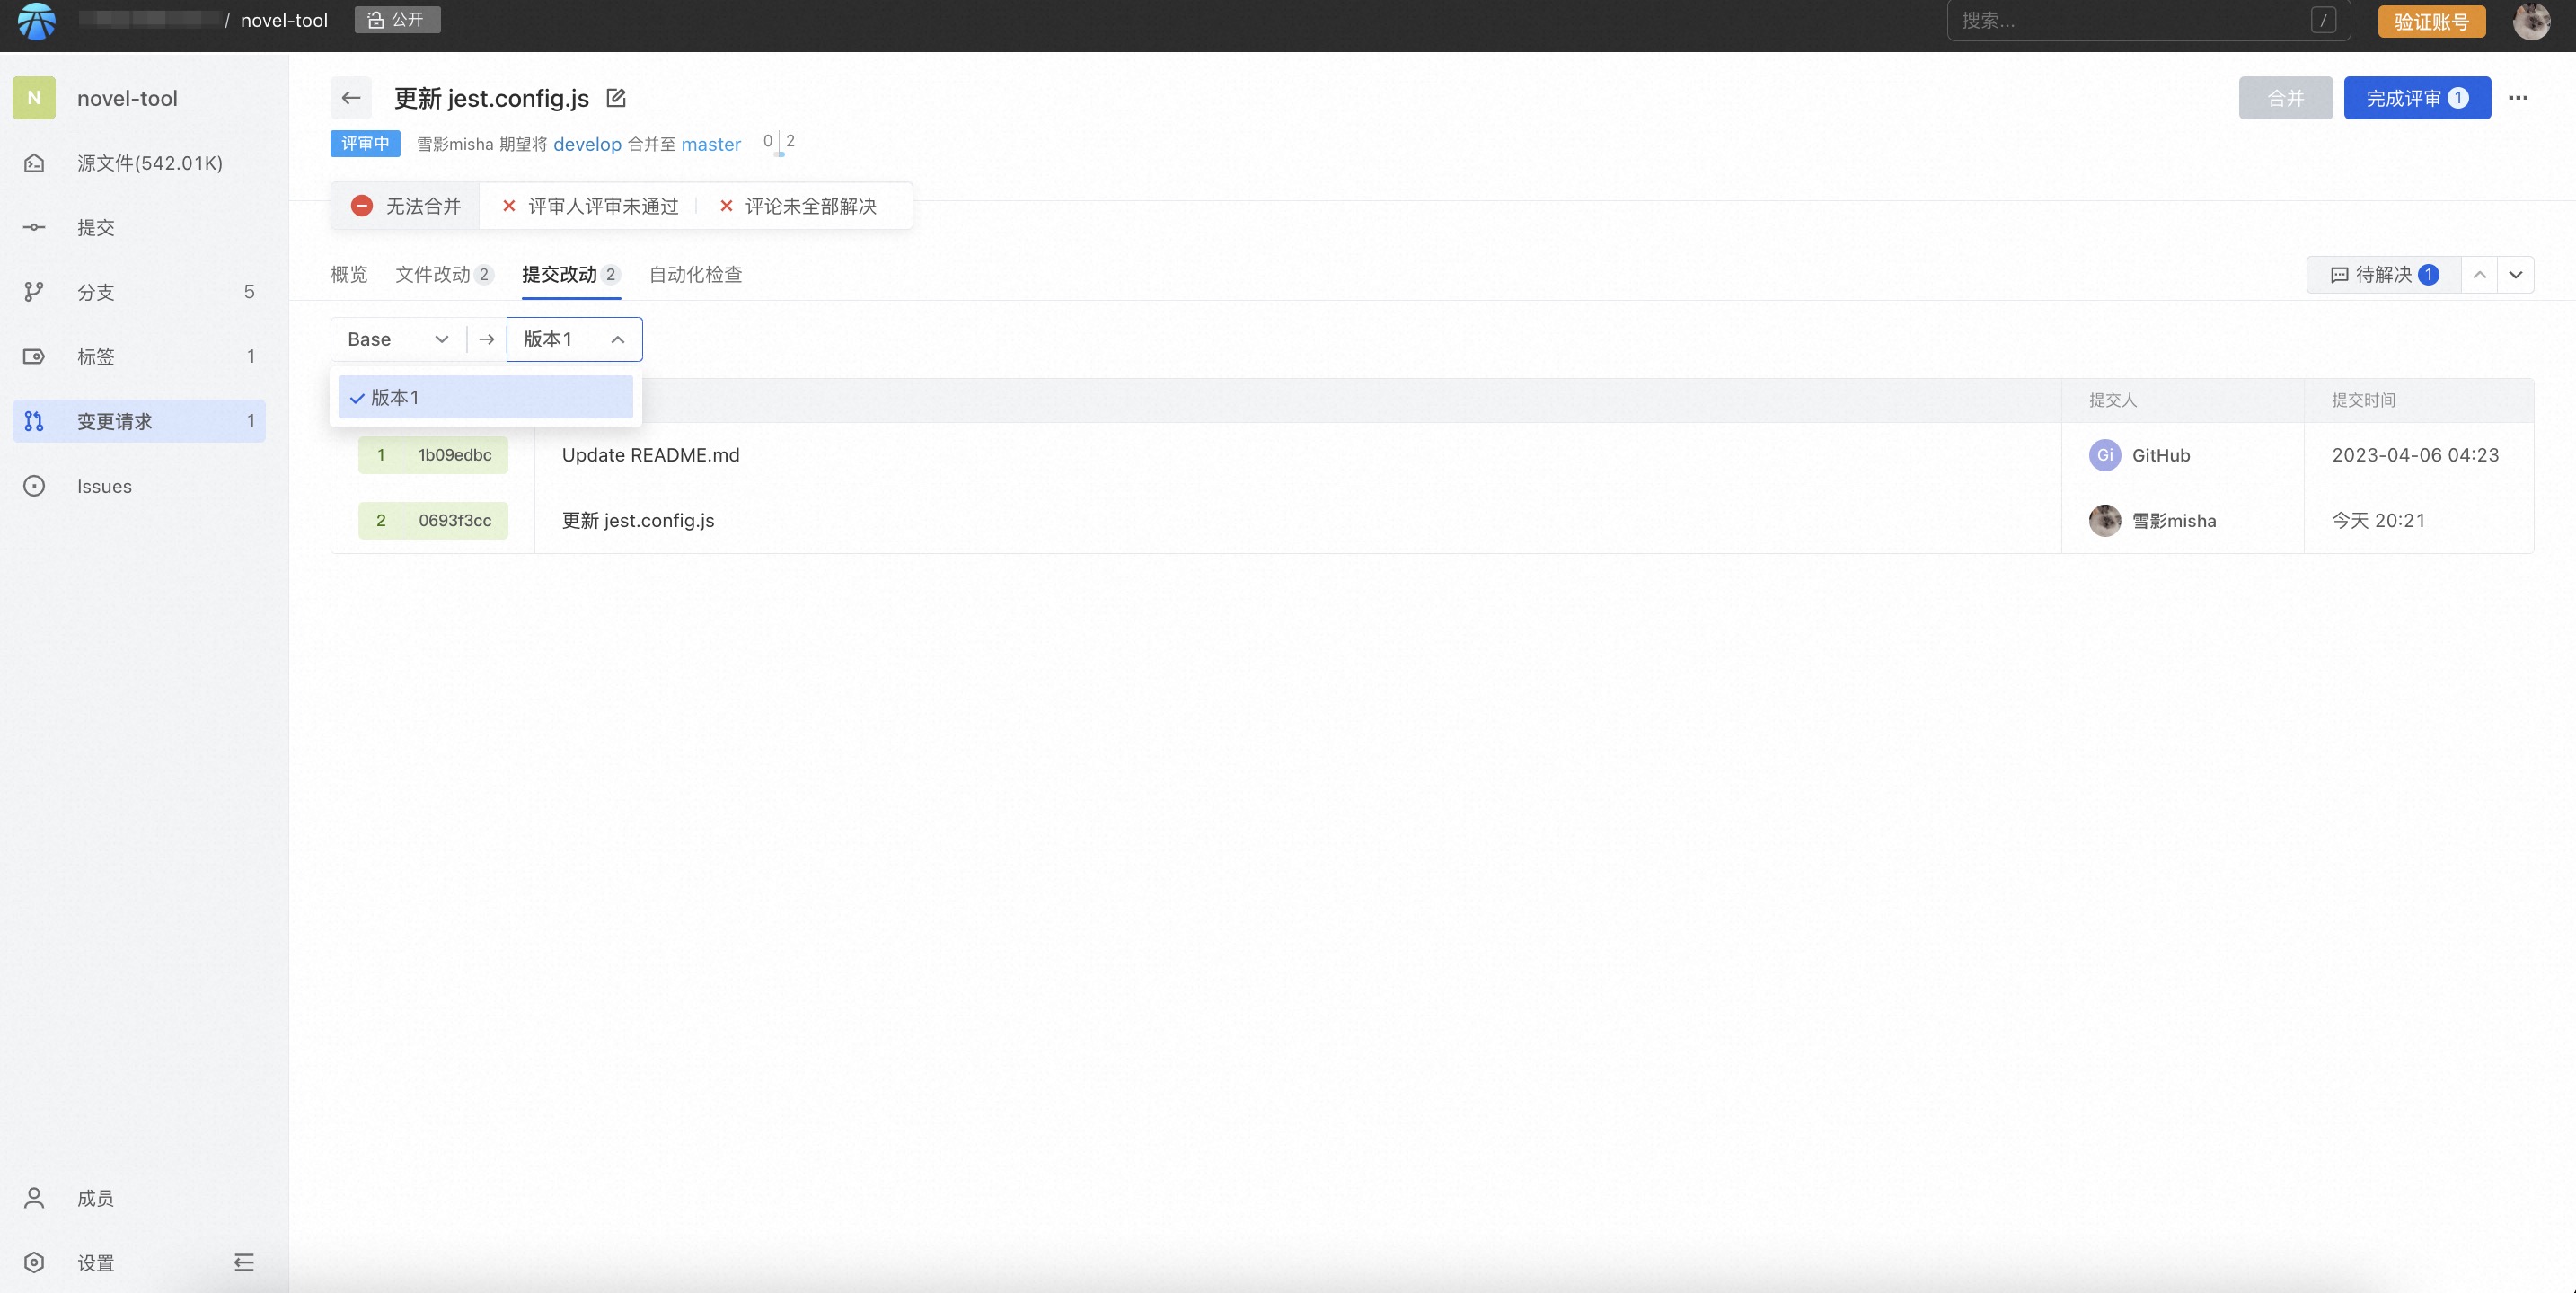 / novel-tool 公开 搜索... / 验证账号
N novel-tool
源文件(542.01K)
提交
分支 5
标签 1
变更请求 1
Issues
成员
设置
更新 jest.config.js 合并 完成评审 1 ...
评审中 雪影misha 期望将 develop 合并至 master 0 2
无法合并 评审人评审未通过 评论未全部解决
概览 文件改动 2 提交改动 2 自动化检查 待解决 1
Base → 版本1
版本1
提交人 提交时间
1 1b09edbc Update README.md Gi GitHub 2023-04-06 04:23
2 0693f3cc 更新 jest.config.js 雪影misha 今天 20:21